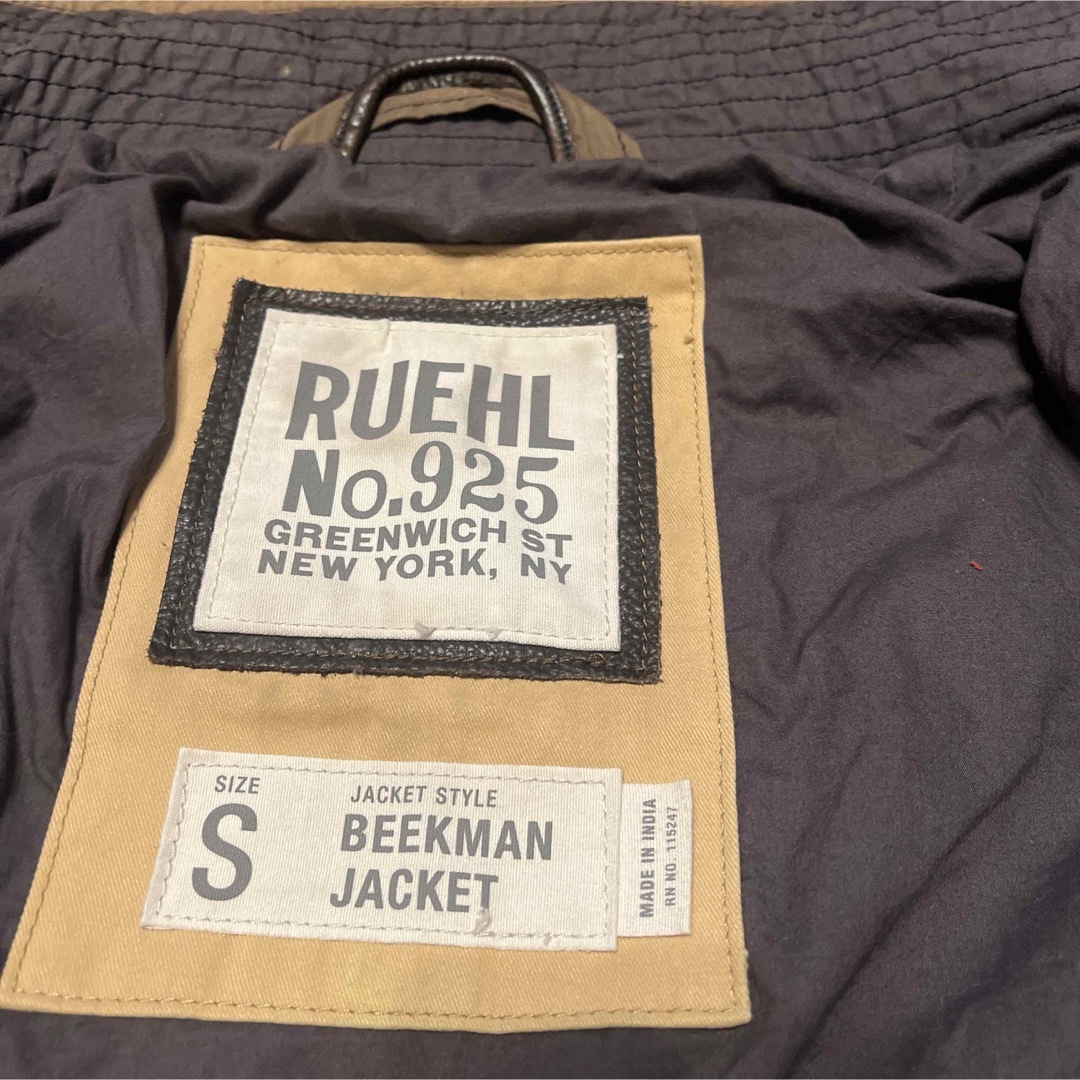 RUEHL
No.925
GREENWICH ST
NEW YORK, NY
SIZE
S
JACKET STYLE
BEEKMAN
JACKET
MADE IN INDIA
RN NO. 115247